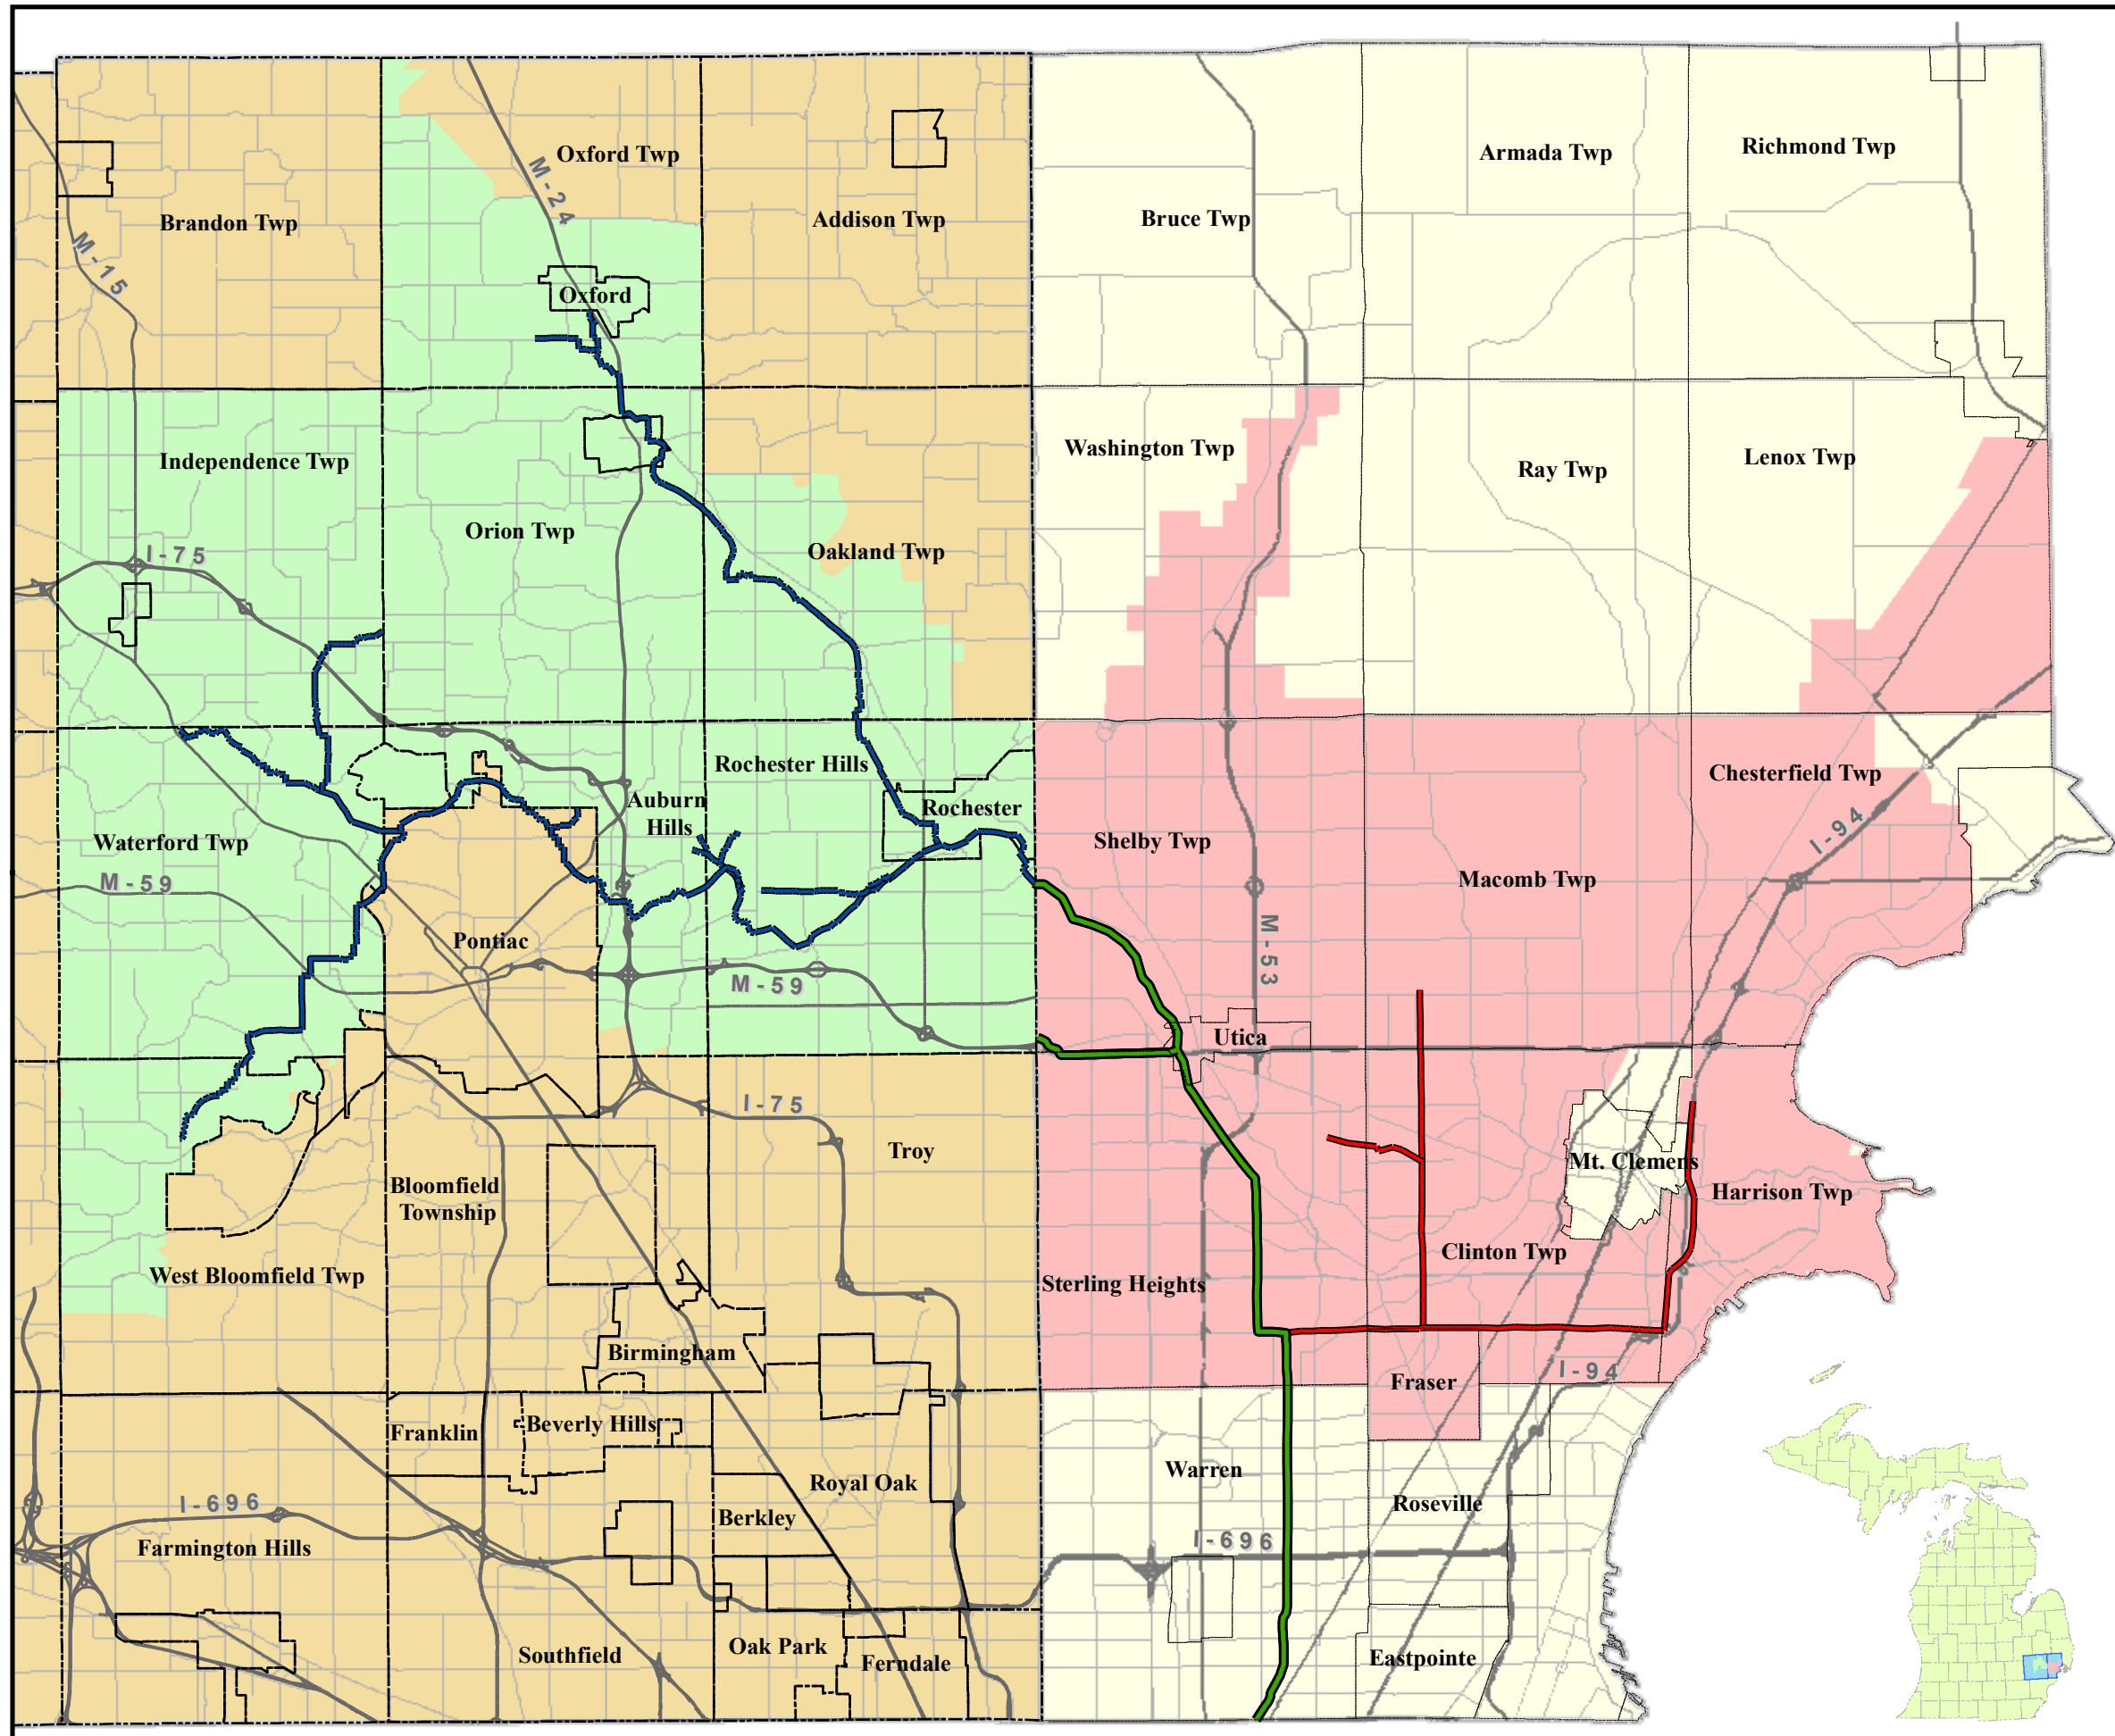 Oxford Twp
Armada Twp
Richmond Twp
M-24
Brandon Twp
Addison Twp
Bruce Twp
M-15
Oxford
Independence Twp
Washington Twp
Ray Twp
Lenox Twp
Orion Twp
Oakland Twp
I-75
Rochester Hills
Chesterfield Twp
Auburn
Hills
Rochester
Waterford Twp
Shelby Twp
I-94
M-59
Macomb Twp
Pontiac
M-53
M-59
Utica
I-75
Troy
Mt. Clemens
Bloomfield
Township
Harrison Twp
Clinton Twp
West Bloomfield Twp
Sterling Heights
Birmingham
I-94
Fraser
Franklin
Beverly Hills
Warren
Royal Oak
I-696
Berkley
Roseville
Farmington Hills
I-696
Southfield
Oak Park
Ferndale
Eastpointe